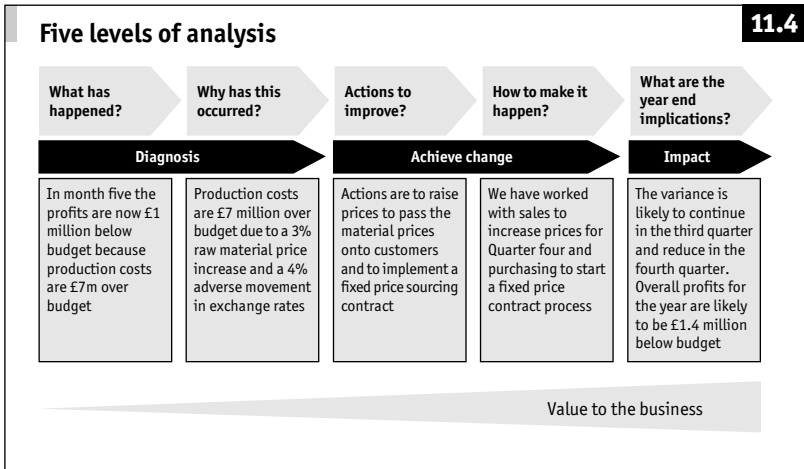 Five levels of analysis
11.4
What has
happened?
Why has this
occurred?
Actions to
improve?
How to make it
happen?
What are the
year end
implications?
Diagnosis
Achieve change
Impact
In month five the
profits are now £1
million below
budget because
production costs
are £7m over
budget
Production costs
are £7 million over
budget due to a 3%
raw material price
increase and a 4%
adverse movement
in exchange rates
Actions are to raise
prices to pass the
material prices
onto customers
and to implement a
fixed price sourcing
contract
We have worked
with sales to
increase prices for
Quarter four and
purchasing to start
a fixed price
contract process
The variance is
likely to continue
in the third quarter
and reduce in the
fourth quarter.
Overall profits for
the year are likely
to be £1.4 million
below budget
Value to the business